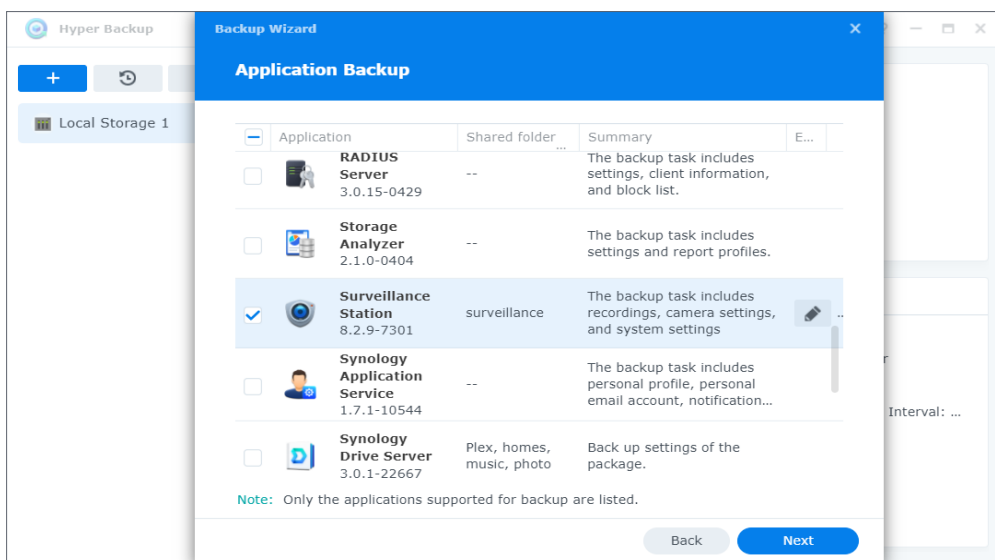 Hyper Backup
Backup Wizard
Application Backup
Local Storage 1
Application
Shared folder ...
Summary
E...
RADIUS
Server
3.0.15-0429
--
The backup task includes
settings, client information,
and block list.
Storage
Analyzer
2.1.0-0404
--
The backup task includes
settings and report profiles.
Surveillance
Station
8.2.9-7301
surveillance
The backup task includes
recordings, camera settings,
and system settings
..
Synology
Application
Service
1.7.1-10544
--
The backup task includes
personal profile, personal
email account, notification...
Synology
Drive Server
3.0.1-22667
Plex, homes,
music, photo
Back up settings of the
package.
Note: Only the applications supported for backup are listed.
Back
Next
r
Interval: ...